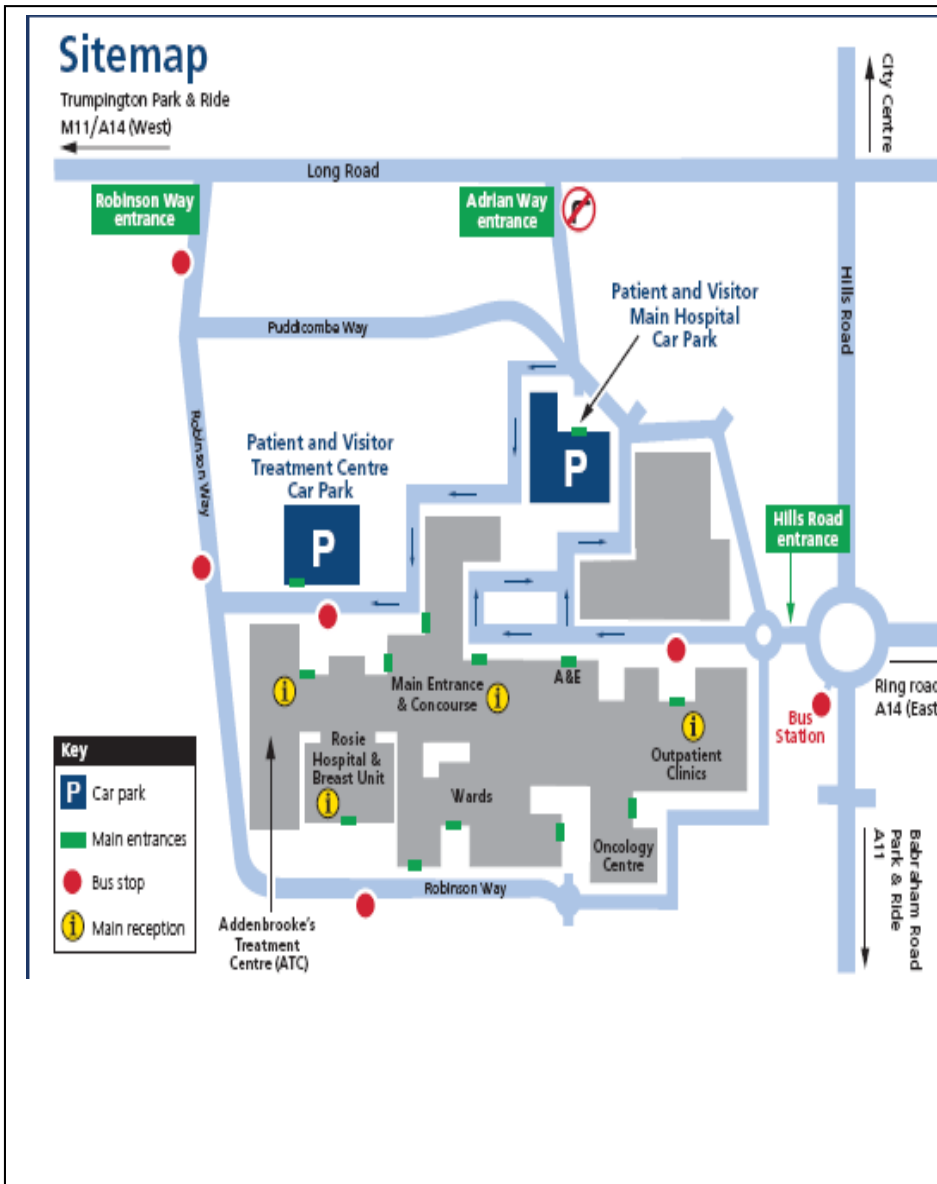 Sitemap
Trumpington Park & Ride
M11/A14 (West)
City Centre
Long Road
Robinson Way
entrance
Adrian Way
entrance
Hills Road
Patient and Visitor
Main Hospital
Car Park
Puddicombe Way
Robinson Way
Patient and Visitor
Treatment Centre
Car Park
P
P
Hills Road
entrance
Main Entrance
& Concourse
i
i
A&E
Ring road
A14 (East
Bus
Station
i
Outpatient
Clinics
Rosie
Hospital &
Breast Unit
i
Wards
Oncology
Centre
Robinson Way
Babraham Road
Park & Ride
A11
Addenbrooke's
Treatment
Centre (ATC)
Key
P Car park
Main entrances
Bus stop
i Main reception